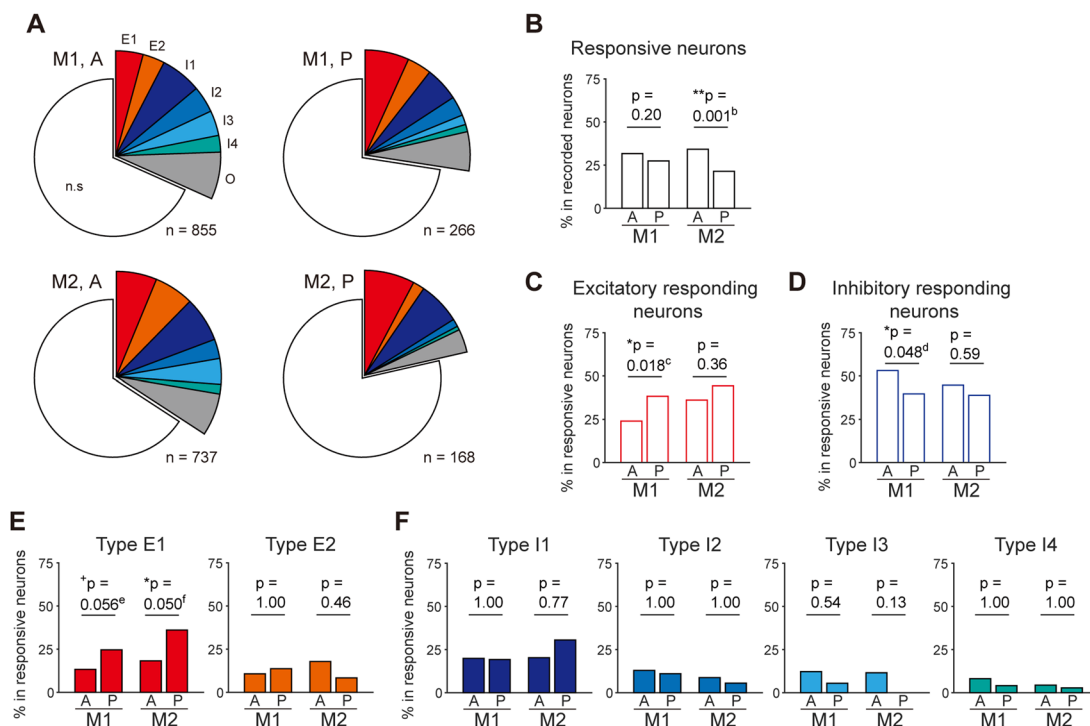 A
M1, A
E1
E2
I1
I2
I3
I4
O
n.s
n = 855
M1, P
n = 266
M2, A
n = 737
M2, P
n = 168
B
Responsive neurons
% in recorded neurons
75
50
25
0
p =
0.20
**p =
0.001b
A P A P
M1 M2
C
Excitatory responding
neurons
% in responsive neurons
75
50
25
0
*p =
0.018c
p =
0.36
A P A P
M1 M2
D
Inhibitory responding
neurons
% in responsive neurons
75
50
25
0
*p =
0.048d
p =
0.59
A P A P
M1 M2
E
Type E1
% in responsive neurons
75
50
25
0
+p =
0.056e
*p =
0.050f
A P A P
M1 M2
Type E2
75
50
25
0
p =
1.00
p =
0.46
A P A P
M1 M2
F
Type I1
% in responsive neurons
75
50
25
0
p =
1.00
p =
0.77
A P A P
M1 M2
Type I2
75
50
25
0
p =
1.00
p =
1.00
A P A P
M1 M2
Type I3
75
50
25
0
p =
0.54
p =
0.13
A P A P
M1 M2
Type I4
75
50
25
0
p =
1.00
p =
1.00
A P A P
M1 M2